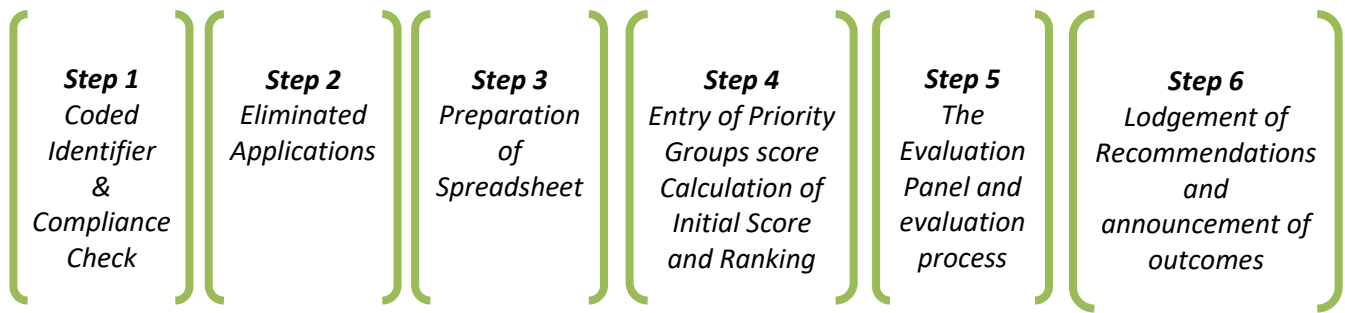 Step 1
Coded
Identifier
&
Compliance
Check
Step 2
Eliminated
Applications
Step 3
Preparation
of
Spreadsheet
Step 4
Entry of Priority
Groups score
Calculation of
Initial Score
and Ranking
Step 5
The
Evaluation
Panel and
evaluation
process
Step 6
Lodgement of
Recommendations
and
announcement of
outcomes